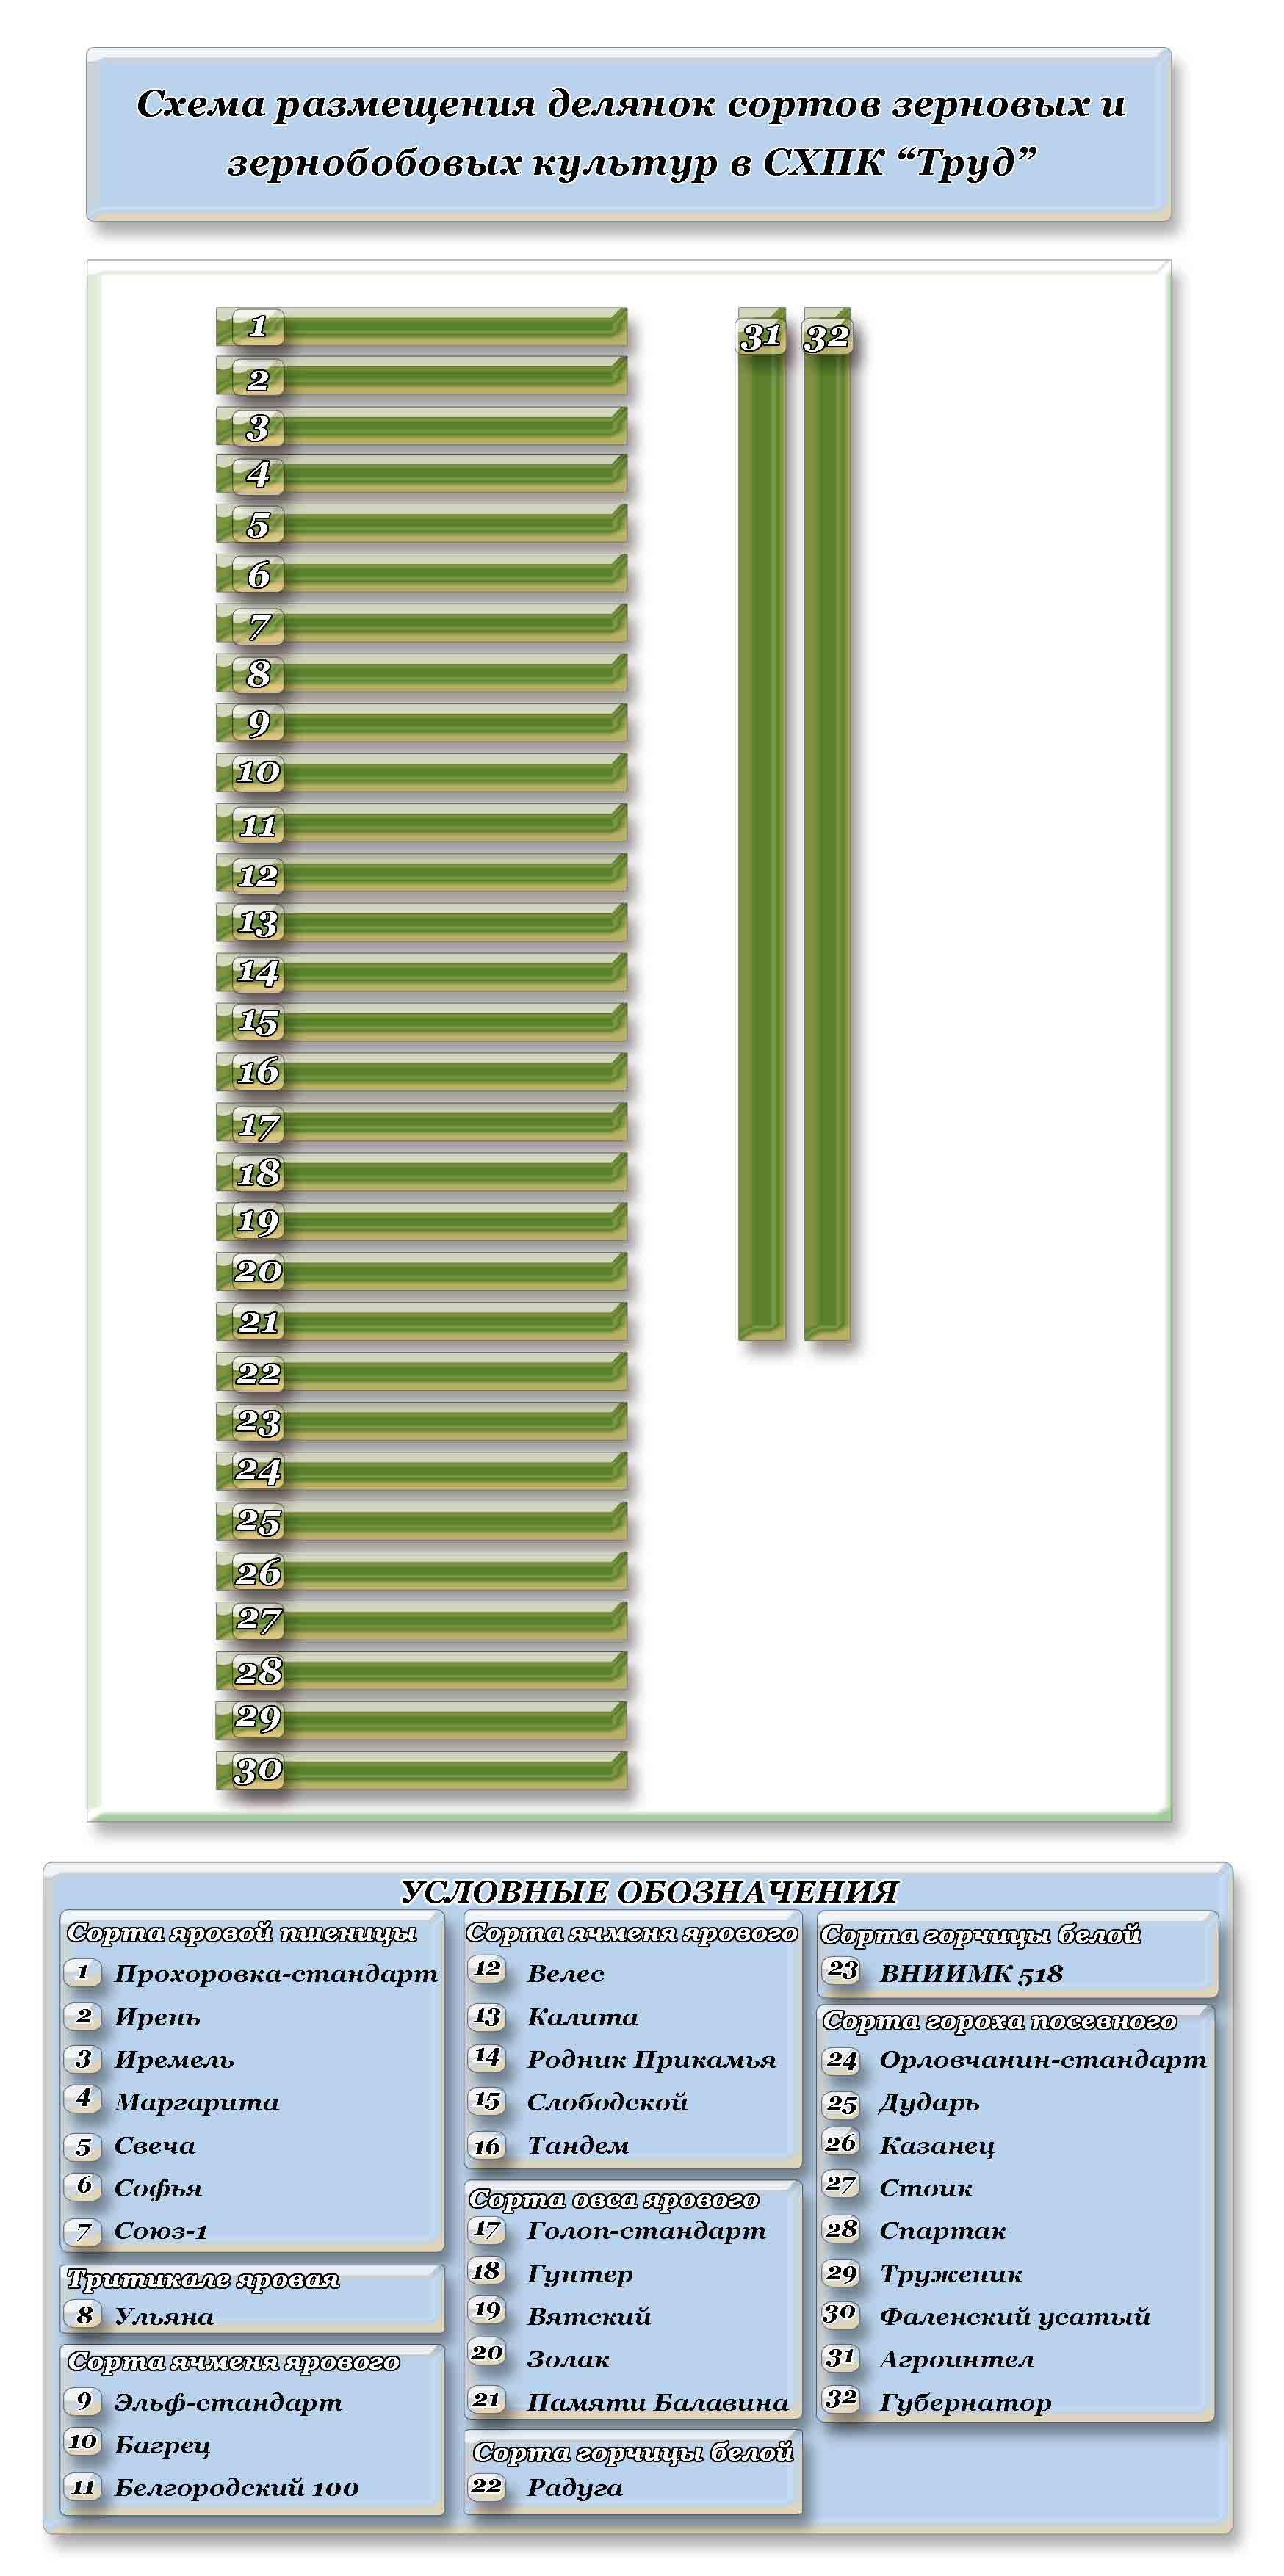 Схема размещения делянок сортов зерновых и
зернобобовых культур в СХПК “Труд”
1
2
3
4
5
6
7
8
9
10
11
12
13
14
15
16
17
18
19
20
21
22
23
24
25
26
27
28
29
30
31 32
УСЛОВНЫЕ ОБОЗНАЧЕНИЯ
Сорта яровой пшеницы
1 Прохоровка-стандарт
2 Ирень
3 Иремель
4 Маргарита
5 Свеча
6 Софья
7 Союз-1
Тритикале яровая
8 Ульяна
Сорта ячменя ярового
9 Эльф-стандарт
10 Багрец
11 Белгородский 100
Сорта ячменя ярового
12 Велес
13 Калита
14 Родник Прикамья
15 Слободской
16 Тандем
Сорта овса ярового
17 Голоп-стандарт
18 Гунтер
19 Вятский
20 Золак
21 Памяти Балавина
Сорта горчицы белой
22 Радуга
Сорта горчицы белой
23 ВНИИМК 518
Сорта гороха посевного
24 Орловчанин-стандарт
25 Дударь
26 Казанец
27 Стоик
28 Спартак
29 Труженик
30 Фаленский усатый
31 Агроинтел
32 Губернатор